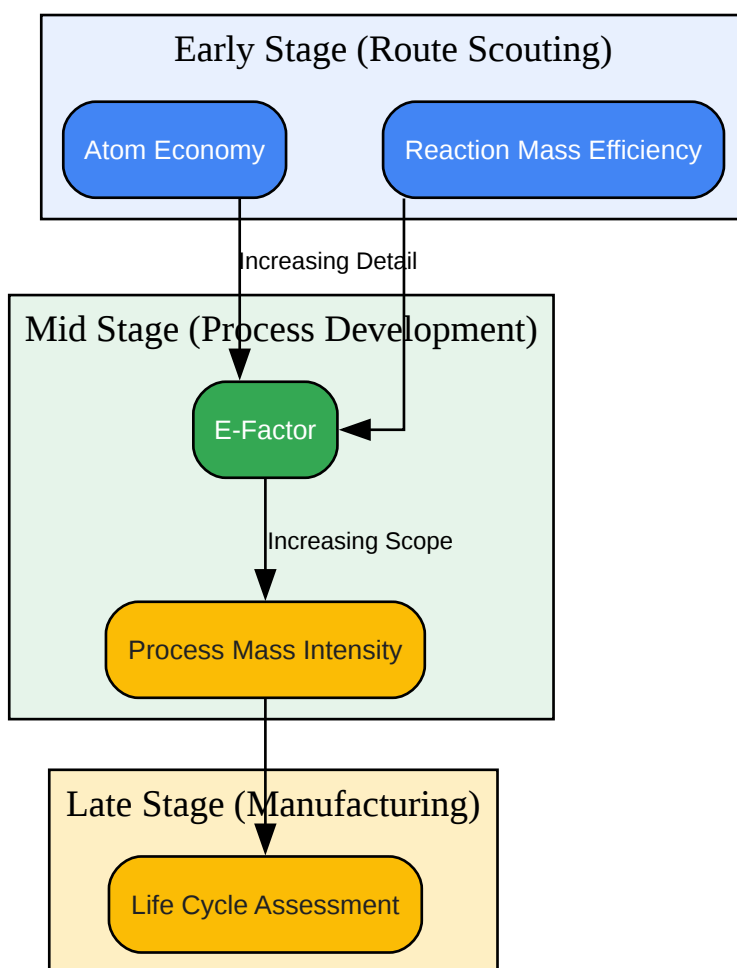 Early Stage (Route Scouting)
Atom Economy
Reaction Mass Efficiency
Increasing Detail
Mid Stage (Process Development)
E-Factor
Increasing Scope
Process Mass Intensity
Late Stage (Manufacturing)
Life Cycle Assessment